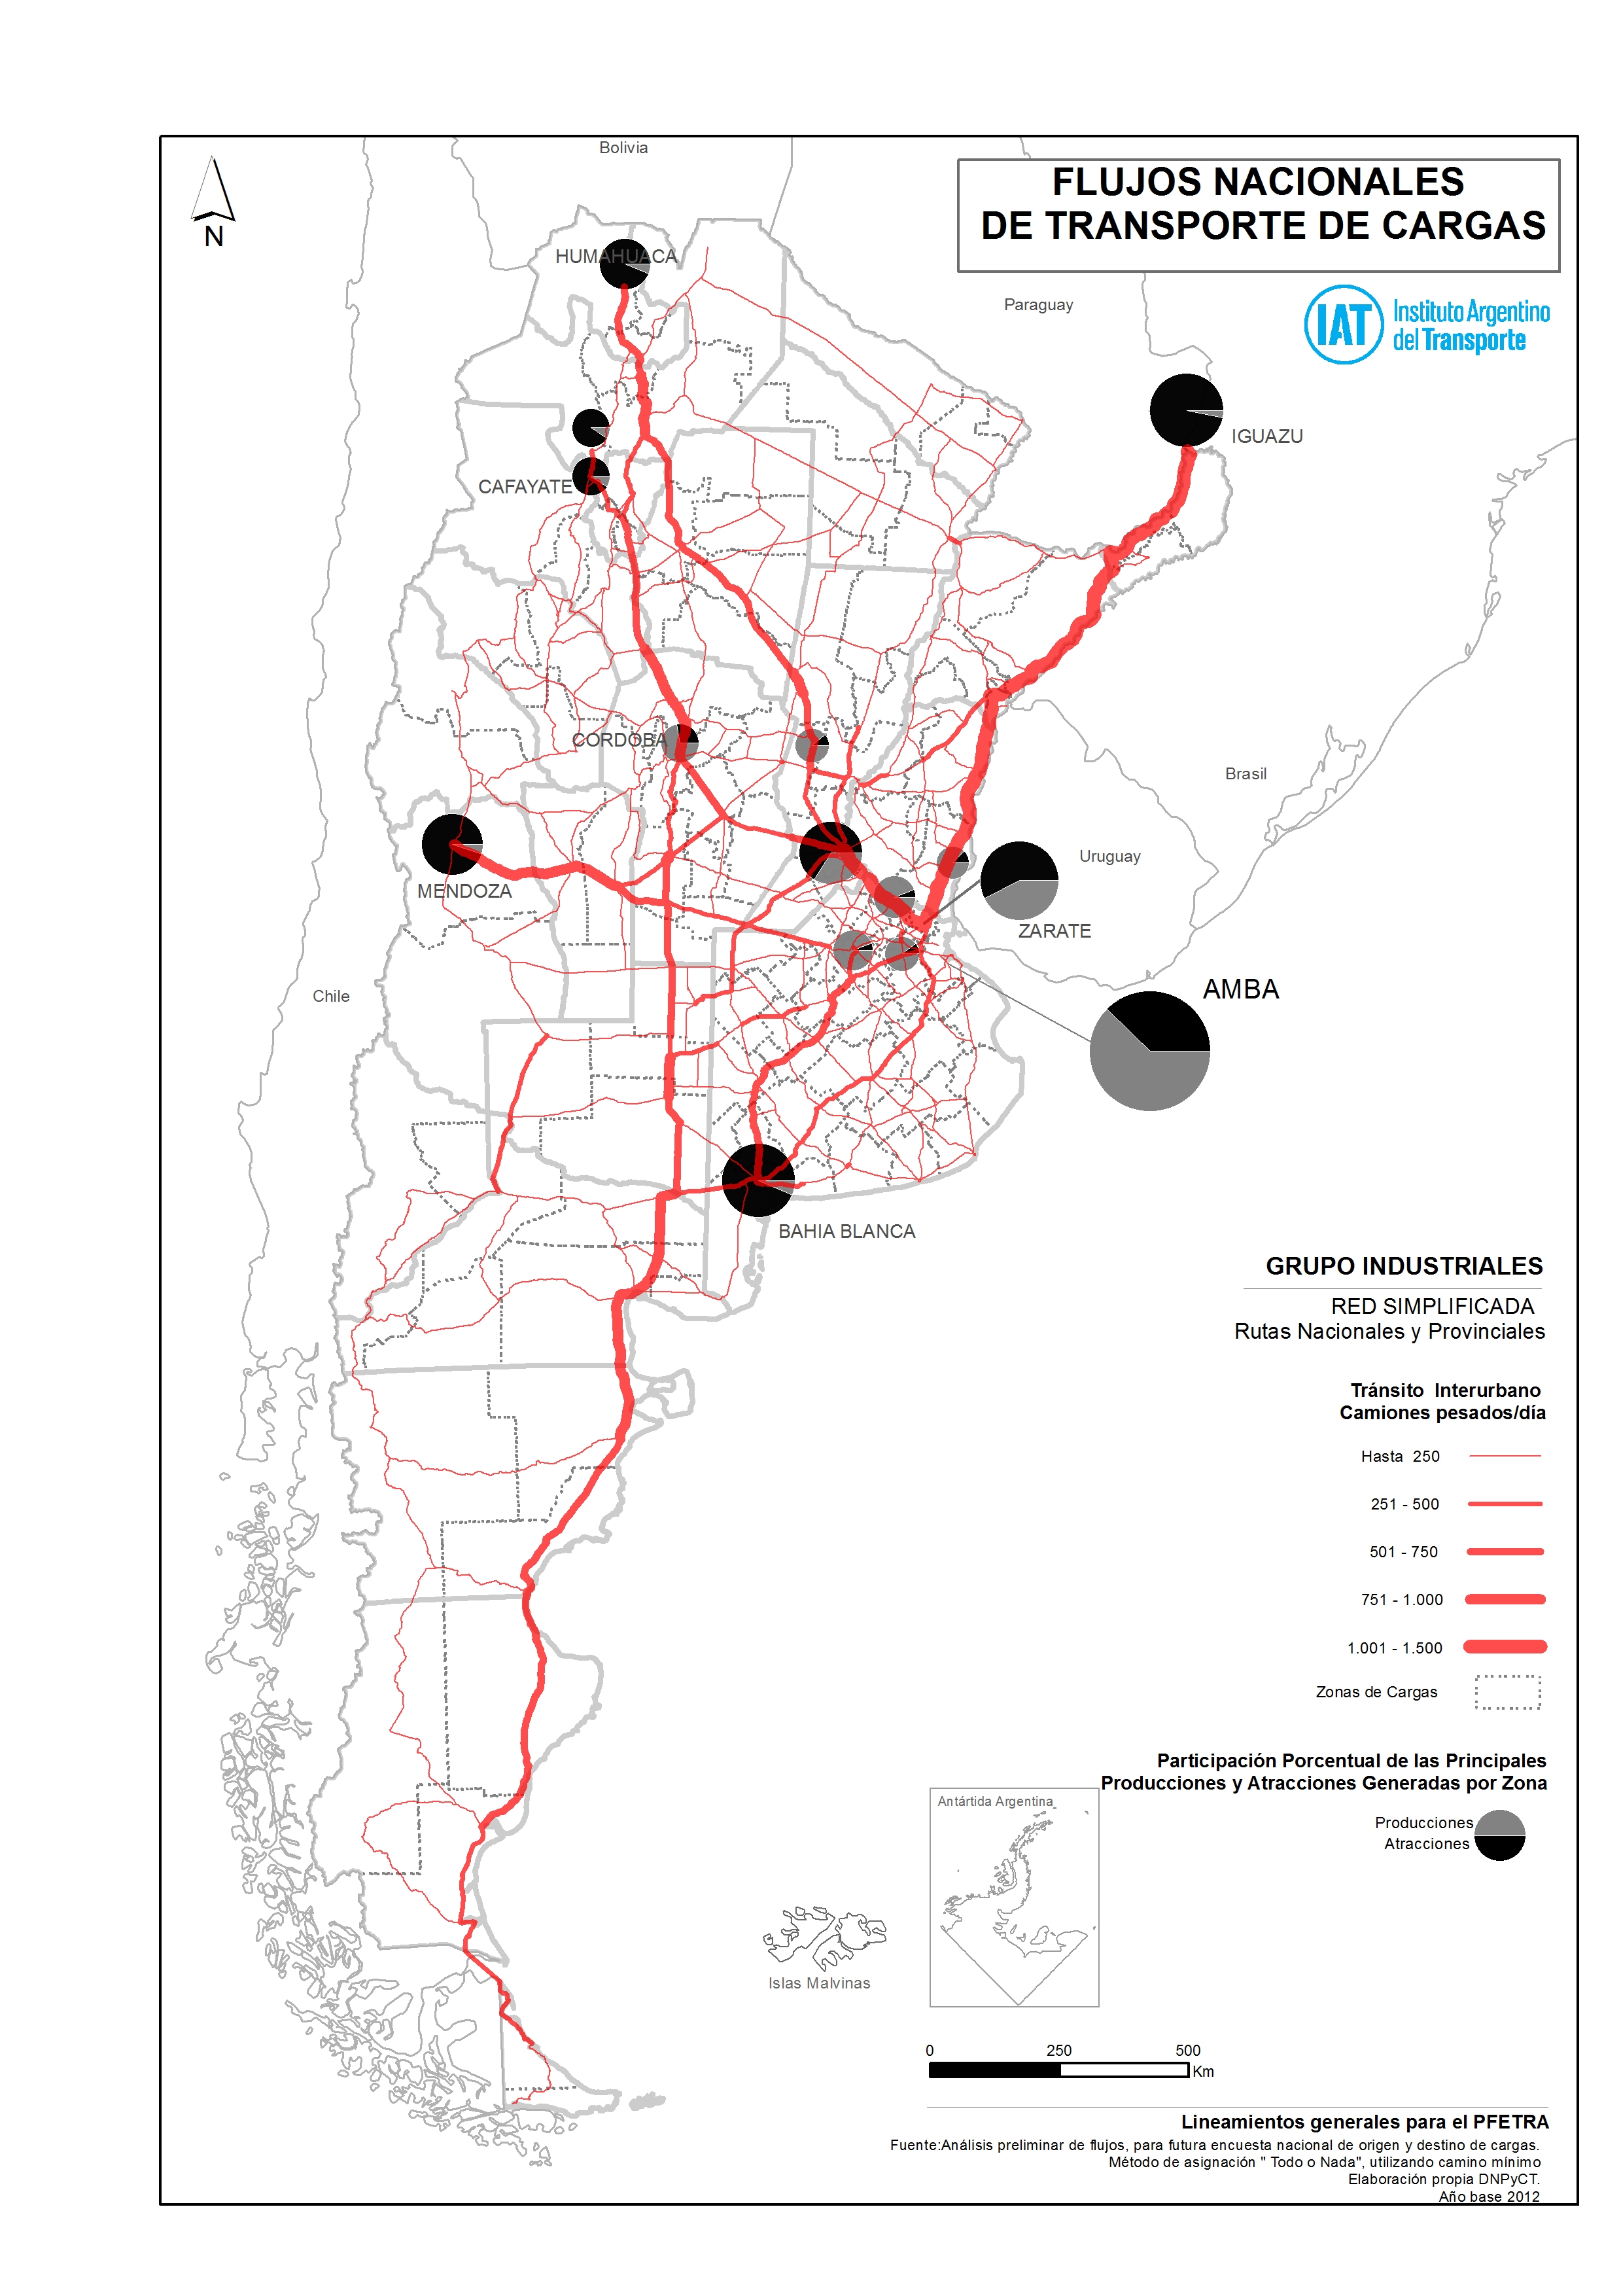 Bolivia
FLUJOS NACIONALES
DE TRANSPORTE DE CARGAS
N
HUMAHUACA
Paraguay
IAT
Instituto Argentino
del Transporte
IGUAZU
CAFAYATE
CORDOBA
Brasil
MENDOZA
Uruguay
ZARATE
AMBA
Chile
BAHIA BLANCA
GRUPO INDUSTRIALES
RED SIMPLIFICADA
Rutas Nacionales y Provinciales
Tránsito Interurbano
Camiones pesados/día
Hasta 250
251 - 500
501 - 750
751 - 1.000
1.001 - 1.500
Zonas de Cargas
Participación Porcentual de las Principales
Producciones y Atracciones Generadas por Zona
Antártida Argentina
Producciones
Atracciones
Islas Malvinas
0 250 500
Km
Lineamientos generales para el PFETRA
Fuente:Análisis preliminar de flujos, para futura encuesta nacional de origen y destino de cargas.
Método de asignación " Todo o Nada", utilizando camino mínimo
Elaboración propia DNPyCT.
Año base 2012